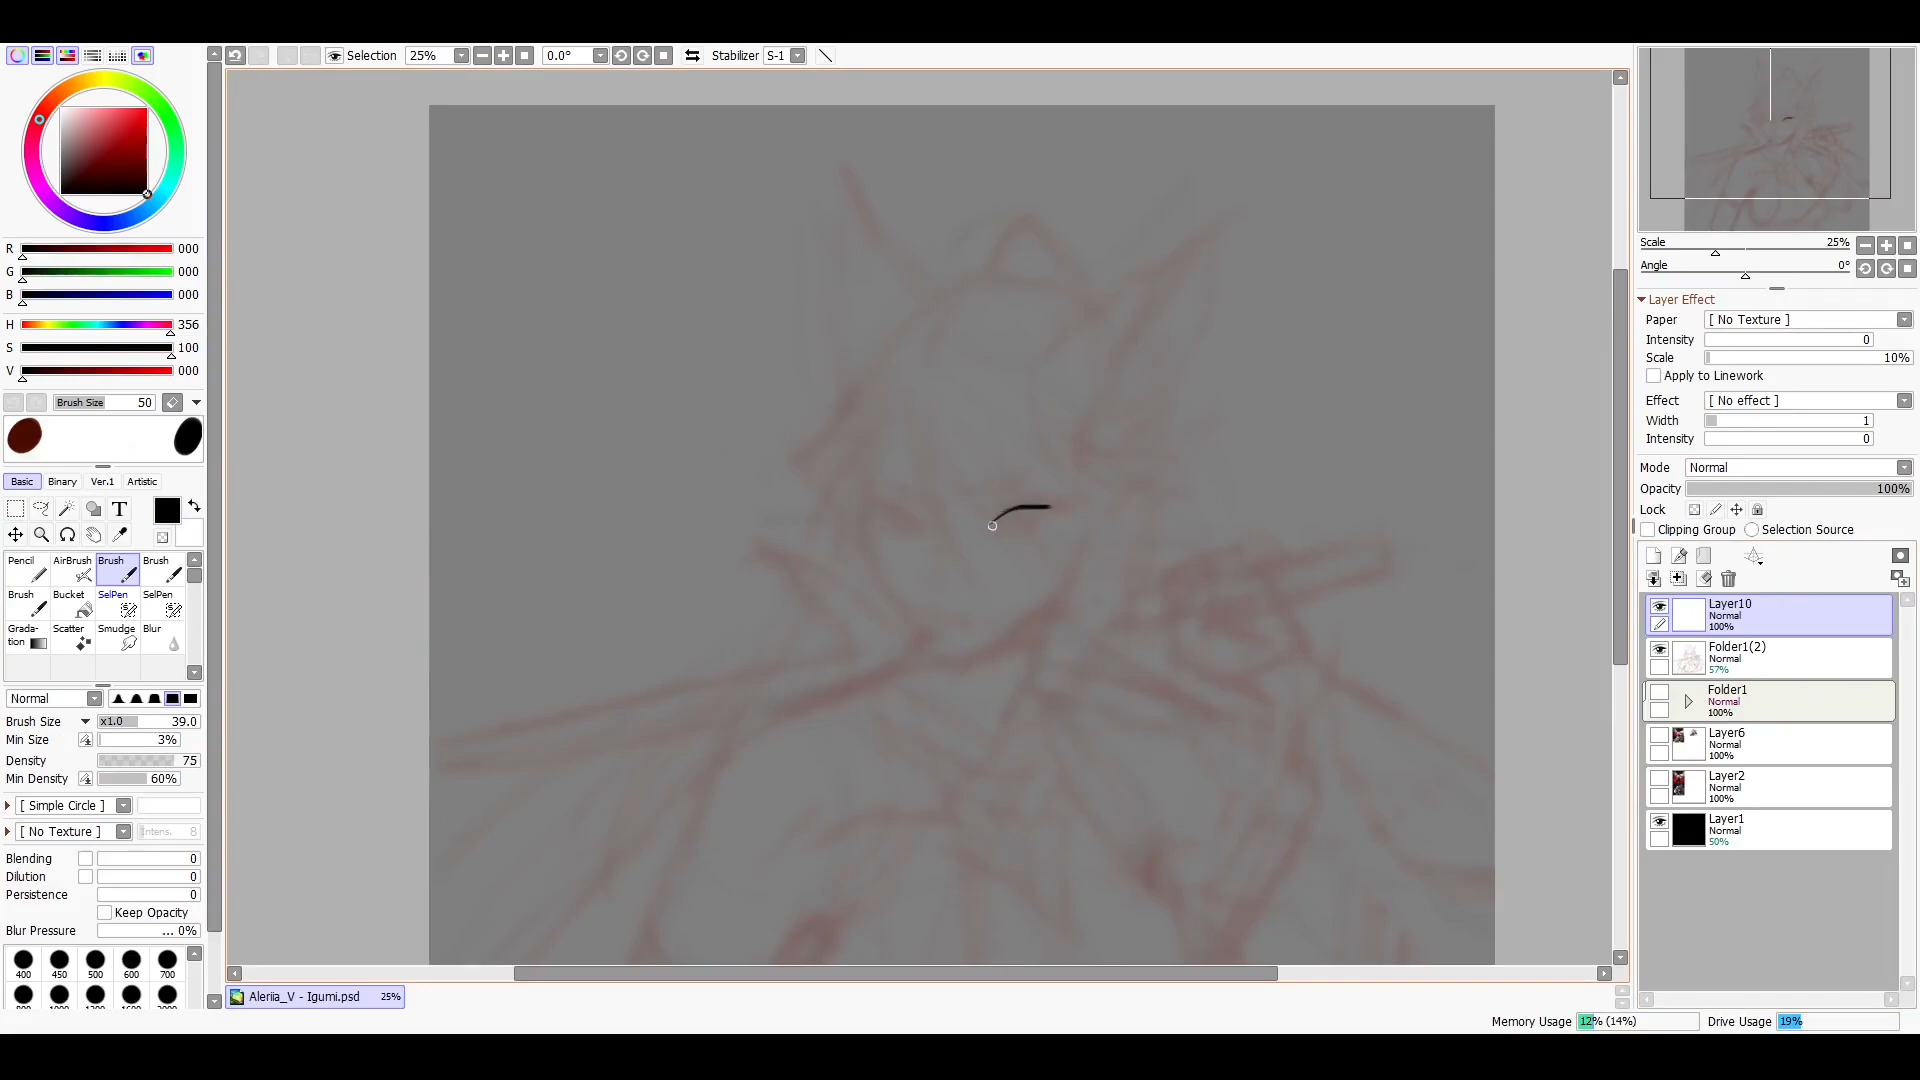 Selection 25% 0.0° Stabilizer S-1
R 000
G 000
B 000
H 356
S 100
V 000
Brush Size 50
Basic Binary Ver.1 Artistic
T
Pencil AirBrush Brush Brush
Brush Bucket SelPen SelPen
Grada-
tion Scatter Smudge Blur
Normal
Brush Size x1.0 39.0
Min Size 3%
Density 75
Min Density 60%
[ Simple Circle ]
[ No Texture ] Intens. 8
Blending 0
Dilution 0
Persistence 0
Keep Opacity
Blur Pressure ... 0%
400 450 500 600 700
Aleriia_V - Igumi.psd 25%
Scale 25%
Angle 0°
Layer Effect
Paper [ No Texture ]
Intensity 0
Scale 10%
Apply to Linework
Effect [ No effect ]
Width 1
Intensity 0
Mode Normal
Opacity 100%
Lock
Clipping Group Selection Source
Layer10
Normal
100%
Folder1(2)
Normal
57%
Folder1
Normal
100%
Layer6
Normal
100%
Layer2
Normal
100%
Layer1
Normal
50%
Memory Usage 12% (14%) Drive Usage 19%